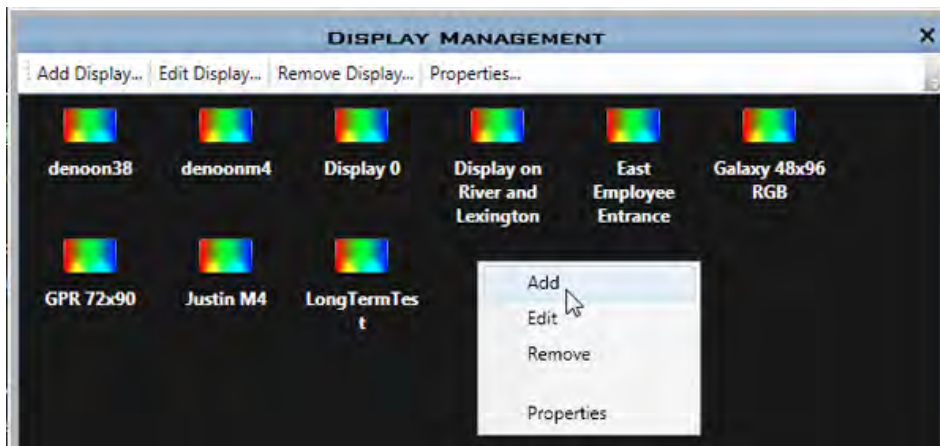 DISPLAY MANAGEMENT
Add Display... Edit Display... Remove Display... Properties...
denoon38 denoonm4 Display 0 Display on East Galaxy 48x96
River and Employee RGB
Lexington Entrance
GPR 72x90 Justin M4 LongTermTes
t
Add
Edit
Remove
Properties